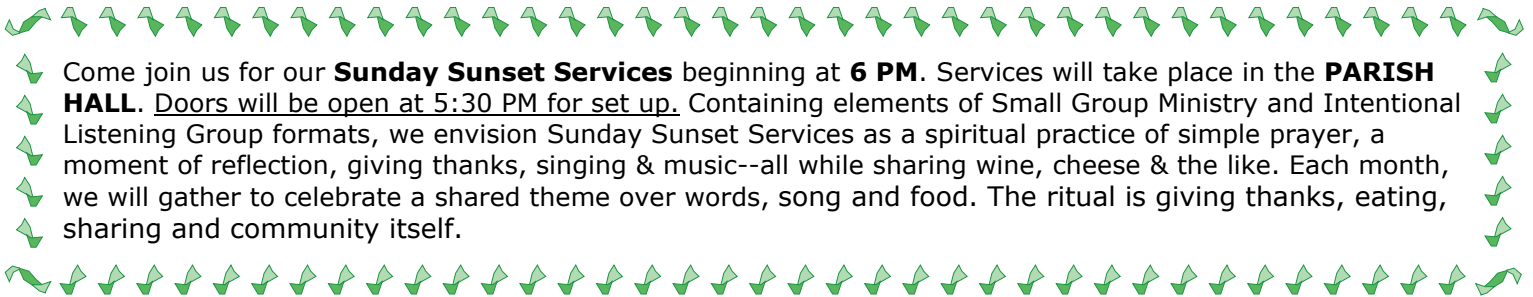 Come join us for our Sunday Sunset Services beginning at 6 PM. Services will take place in the PARISH
HALL. Doors will be open at 5:30 PM for set up. Containing elements of Small Group Ministry and Intentional
Listening Group formats, we envision Sunday Sunset Services as a spiritual practice of simple prayer, a
moment of reflection, giving thanks, singing & music--all while sharing wine, cheese & the like. Each month,
we will gather to celebrate a shared theme over words, song and food. The ritual is giving thanks, eating,
sharing and community itself.